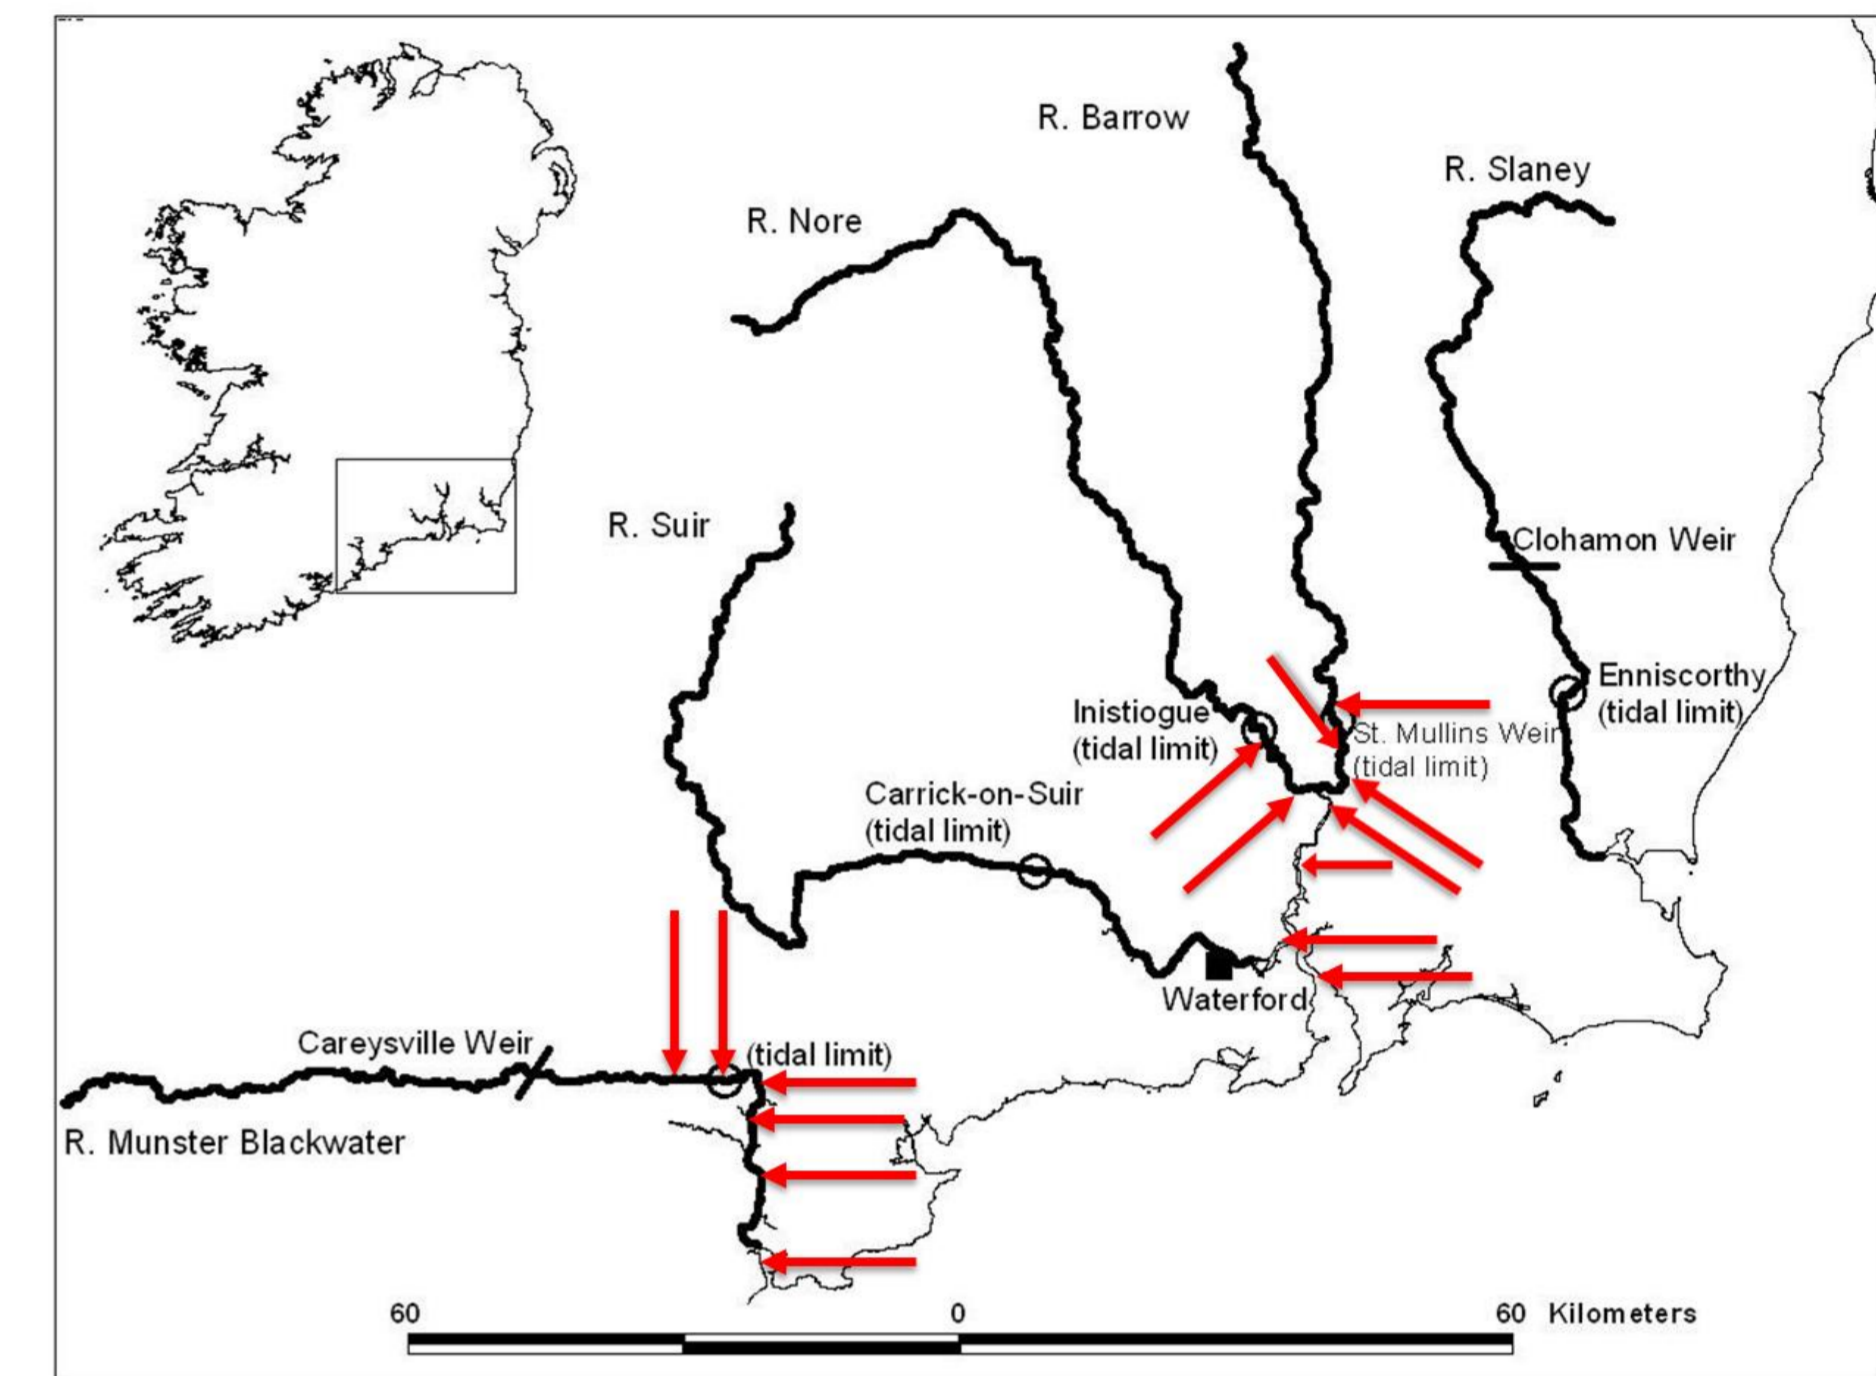 R. Barrow
R. Slaney
R. Nore
R. Suir
Clohamon Weir
Enniscorthy
(tidal limit)
Inistiogue
(tidal limit)
St. Mullins Weir
(tidal limit)
Carrick-on-Suir
(tidal limit)
Waterford
Careysville Weir
(tidal limit)
R. Munster Blackwater
60 0 60 Kilometers